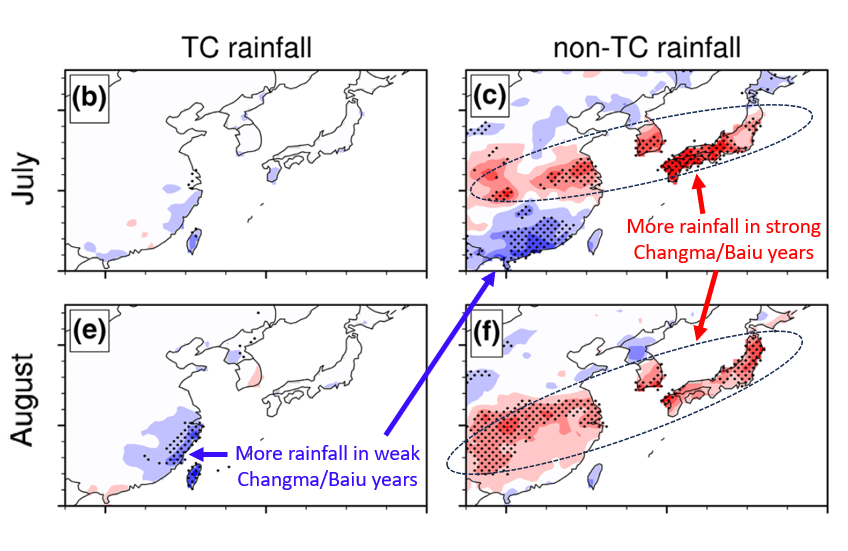 TC rainfall
non-TC rainfall
July
(b)
(c)
More rainfall in strong
Changma/Baiu years
August
(e)
(f)
More rainfall in weak
Changma/Baiu years